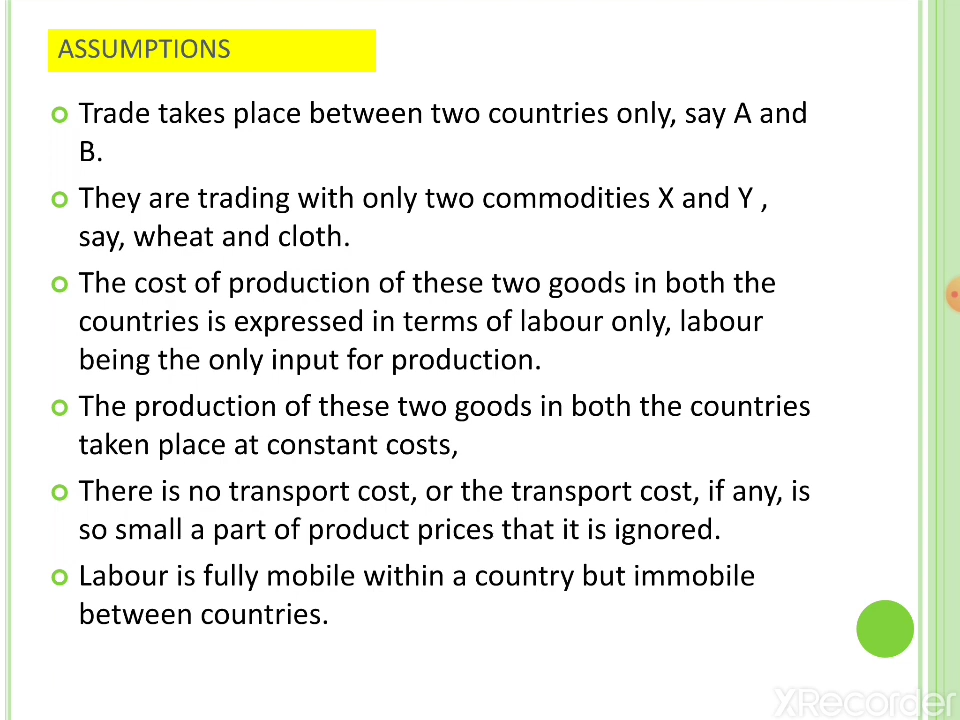 ASSUMPTIONS
Trade takes place between two countries only, say A and
B.
They are trading with only two commodities X and Y ,
say, wheat and cloth.
The cost of production of these two goods in both the
countries is expressed in terms of labour only, labour
being the only input for production.
The production of these two goods in both the countries
taken place at constant costs,
There is no transport cost, or the transport cost, if any, is
so small a part of product prices that it is ignored.
Labour is fully mobile within a country but immobile
between countries.
XRecorder